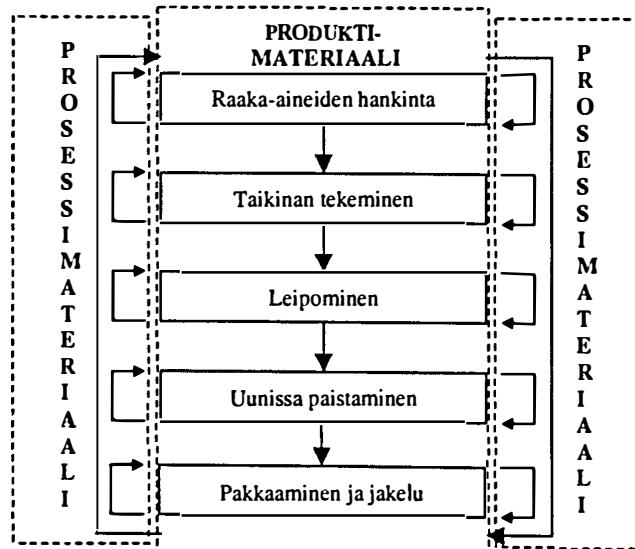 PROSESSIMATERIAALI
PRODUKTI-
MATERIAALI
Raaka-aineiden hankinta
Taikinan tekeminen
Leipominen
Uunissa paistaminen
Pakkaaminen ja jakelu
PROSESSIMATERIAALI